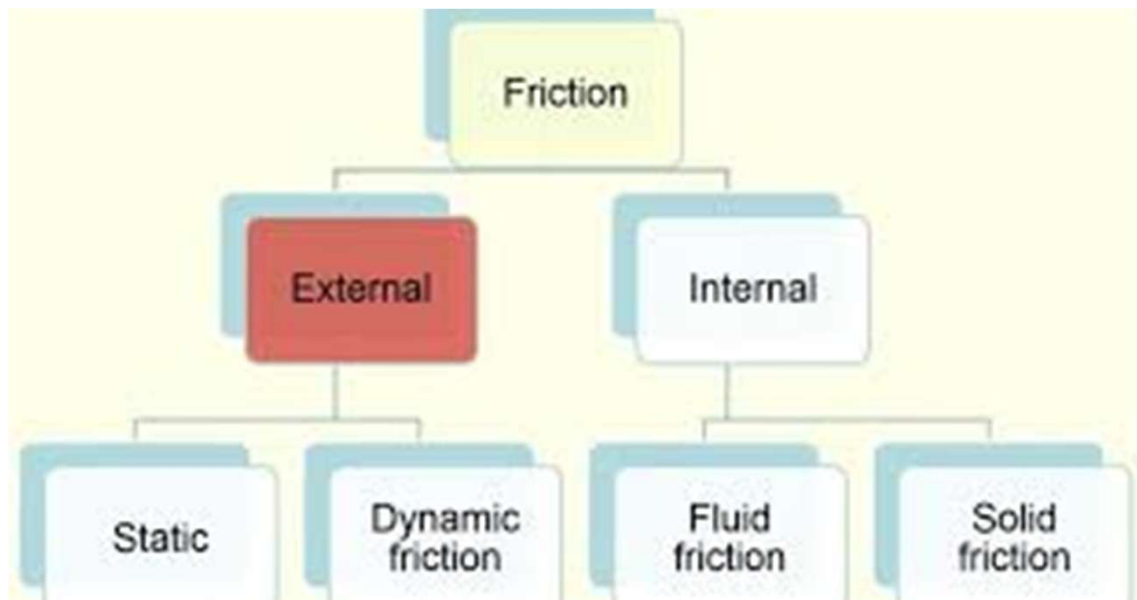 Friction
External
Internal
Static
Dynamic
friction
Fluid
friction
Solid
friction